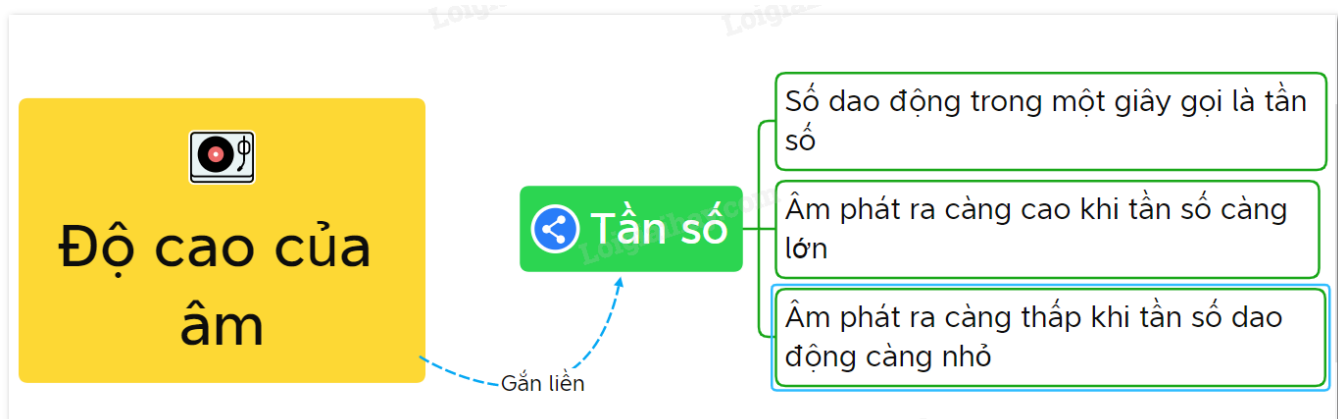 Độ cao của
âm
Gắn liền
Tần số
Số dao động trong một giây gọi là tần
số
Âm phát ra càng cao khi tần số càng
lớn
Âm phát ra càng thấp khi tần số dao
động càng nhỏ
Loigiaihay.com